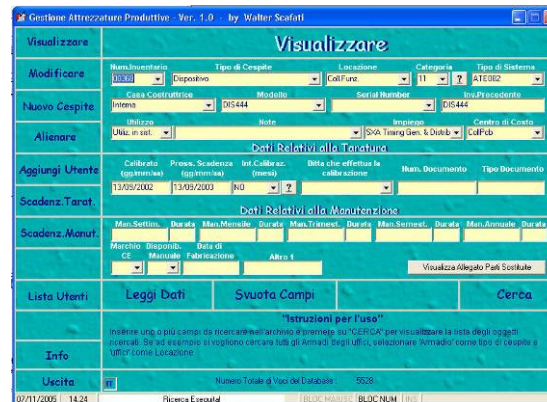 Gestione Attrezzature Produttive - Ver. 1.0 - by Walter Scafati
Visualizzare
Visualizzare
Modificare
Nuovo Cespite
Alienare
Aggiungi Utente
Scadenz.Tarat.
Scadenz.Manut.
Lista Utenti
Info
Uscita
Num.Inventario Tipo di Cespite Locazione Categoria Tipo di Sistema
00360 Dispositivo Coll.Funz. 11 ? ATE082
Casa Costruttrice Modello Serial Number Inv.Precedente
Interna DIS444 DIS444
Utilizzo Note Impiego Centro di Costo
Utiliz. in sist. SXA Timing Gen. & Distrib CollPcb
Dati Relativi alla Taratura
Calibrato Pross. Scadenza Int.Calibraz. Ditta che effettua la Num. Documento Tipo Documento
(gg/mm/aa) (gg/mm/aa) (mesi) calibrazione
13/09/2002 13/09/2003 NO ?
Dati Relativi alla Manutenzione
Man.Settim. Durata Man.Mensile Durata Man.Trimest. Durata Man.Semest. Durata Man.Annuale Durata
Marchio Disponib. Data di
CE Manuale Fabbricazione Altro 1
Visualizza Allegato Parti Sostituite
Leggi Dati Svuota Campi Cerca
"Istruzioni per l'uso"
Inserire uno o più campi da ricercare nell'archivio e premere su "CERCA" per visualizzare la lista degli oggetti
ricercati. Se ad esempio si vogliono cercare tutti gli Armadi degli uffici, selezionare 'Armadio' come tipo di cespite e
'uffici' come Locazione.
Numero Totale di Voci del Database : 5528
07/11/2005 14.24 Ricerca Eseguita! BLOC MAIUSC BLOC NUM INS